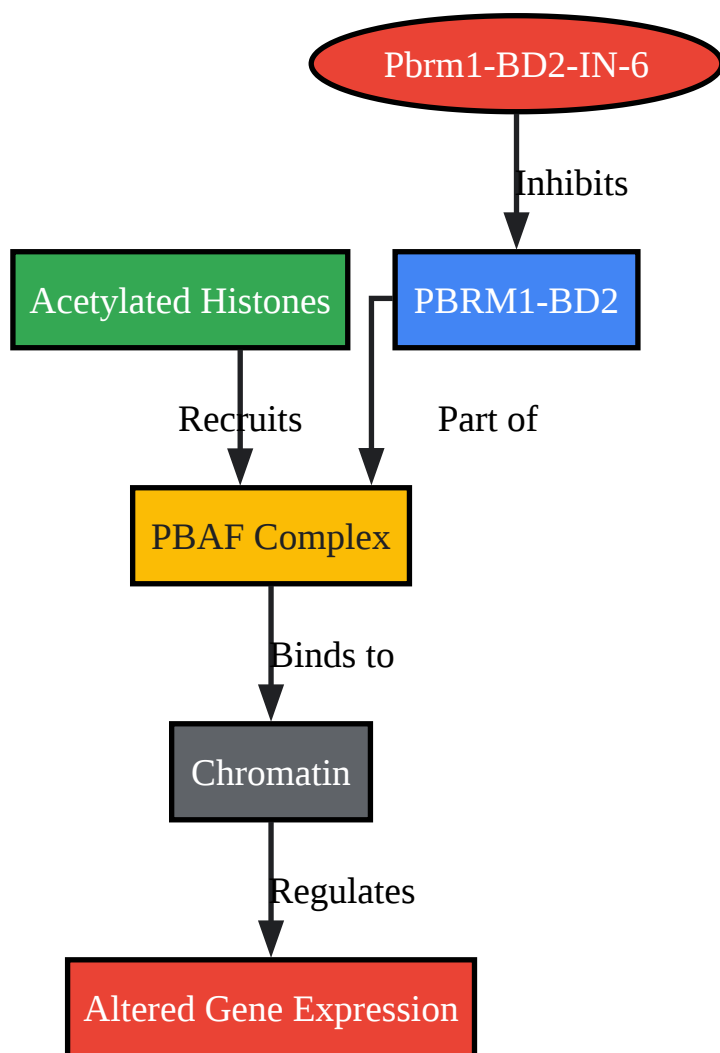 Pbrm1-BD2-IN-6
Inhibits
Acetylated Histones
PBRM1-BD2
Recruits
Part of
PBAF Complex
Binds to
Chromatin
Regulates
Altered Gene Expression